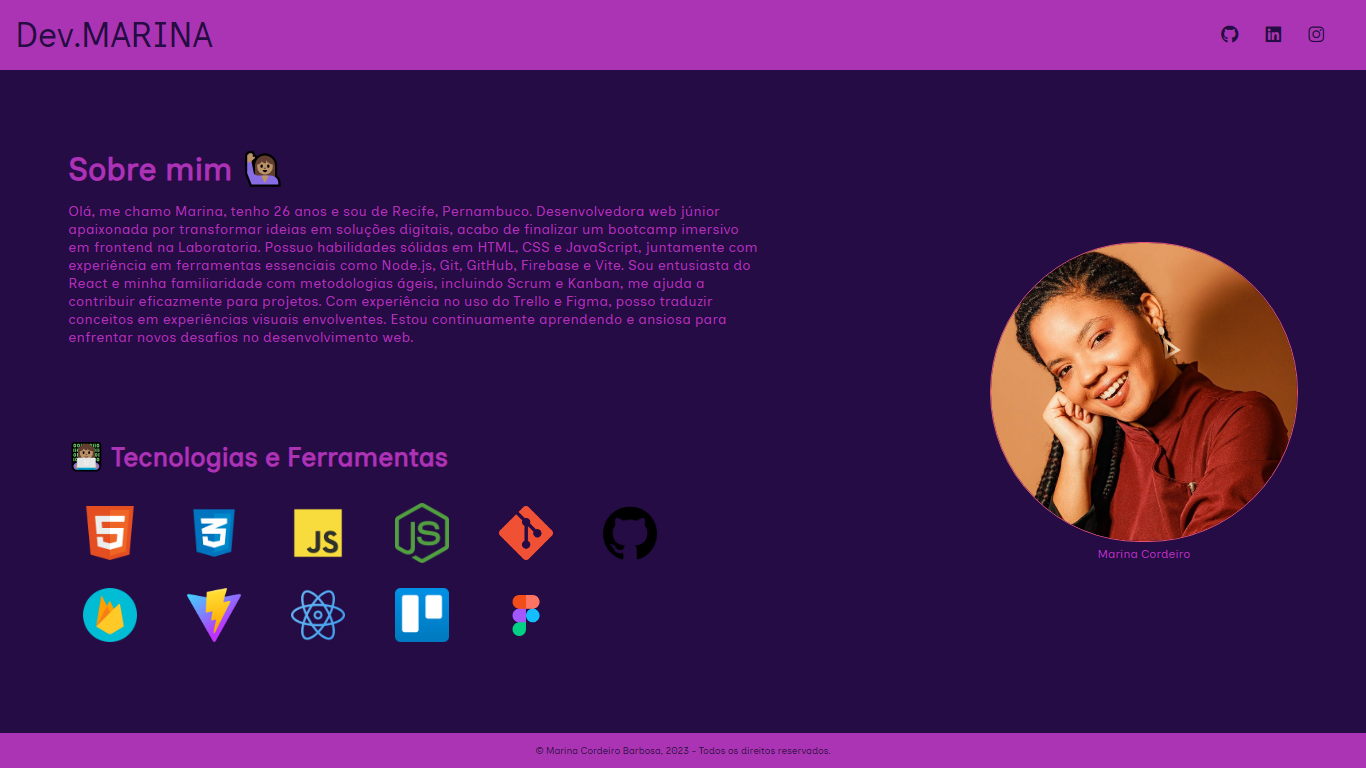 Dev.MARINA
Sobre mim 🙋🏽‍♀️
Olá, me chamo Marina, tenho 26 anos e sou de Recife, Pernambuco. Desenvolvedora web júnior
apaixonada por transformar ideias em soluções digitais, acabo de finalizar um bootcamp imersivo
em frontend na Laboratoria. Possuo habilidades sólidas em HTML, CSS e JavaScript, juntamente com
experiência em ferramentas essenciais como Node.js, Git, GitHub, Firebase e Vite. Sou entusiasta do
React e minha familiaridade com metodologias ágeis, incluindo Scrum e Kanban, me ajuda a
contribuir eficazmente para projetos. Com experiência no uso do Trello e Figma, posso traduzir
conceitos em experiências visuais envolventes. Estou continuamente aprendendo e ansiosa para
enfrentar novos desafios no desenvolvimento web.
Marina Cordeiro
👩🏽‍💻 Tecnologias e Ferramentas
5 3 JS JS
© Marina Cordeiro Barbosa, 2023 - Todos os direitos reservados.